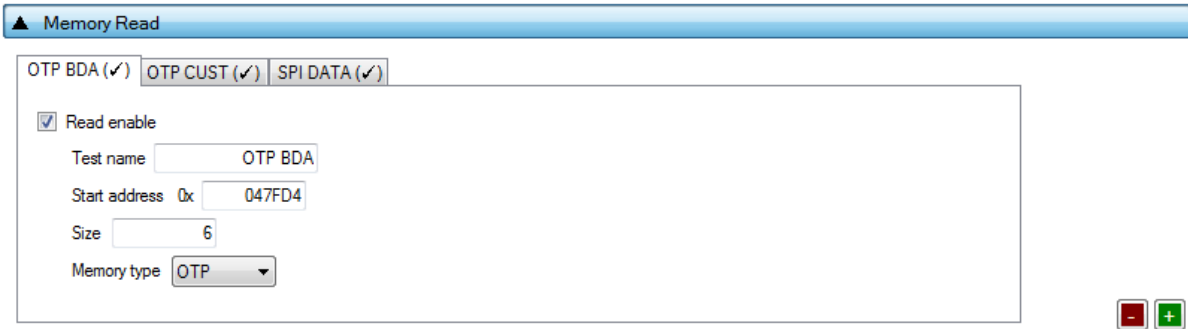 ▲ Memory Read
OTP BDA (✓) OTP CUST (✓) SPI DATA (✓)
Read enable
Test name OTP BDA
Start address 0x 047FD4
Size 6
Memory type OTP
- +